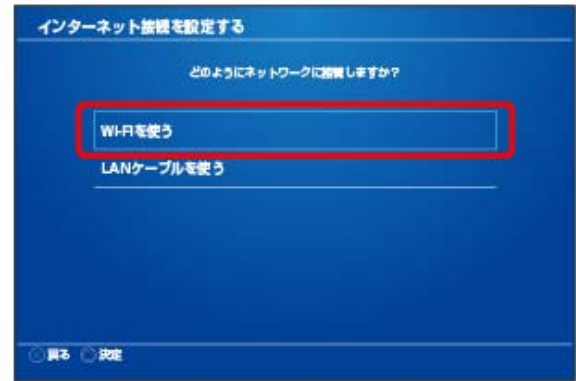 インターネット接続を設定する
どのようにネットワークに接続しますか?
Wi-Fiを使う
LANケーブルを使う
戻る 決定